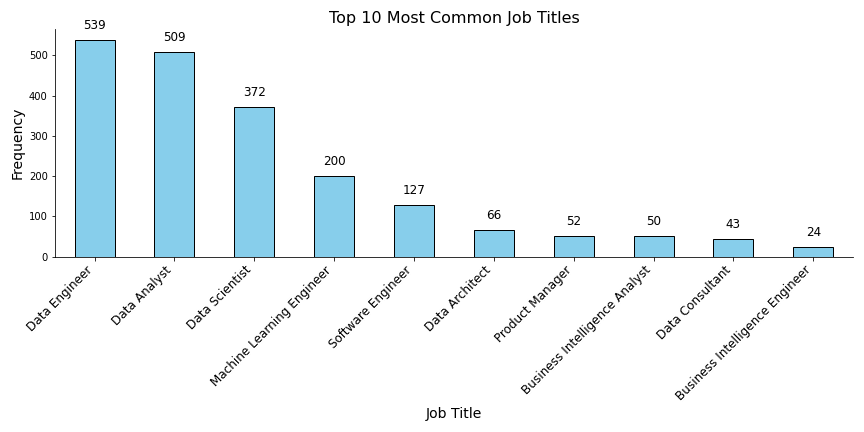 Top 10 Most Common Job Titles
539
509
372
200
127
66
52
50
43
24
Frequency
500
400
300
200
100
0
Data Engineer
Data Analyst
Data Scientist
Machine Learning Engineer
Software Engineer
Data Architect
Product Manager
Business Intelligence Analyst
Data Consultant
Business Intelligence Engineer
Job Title